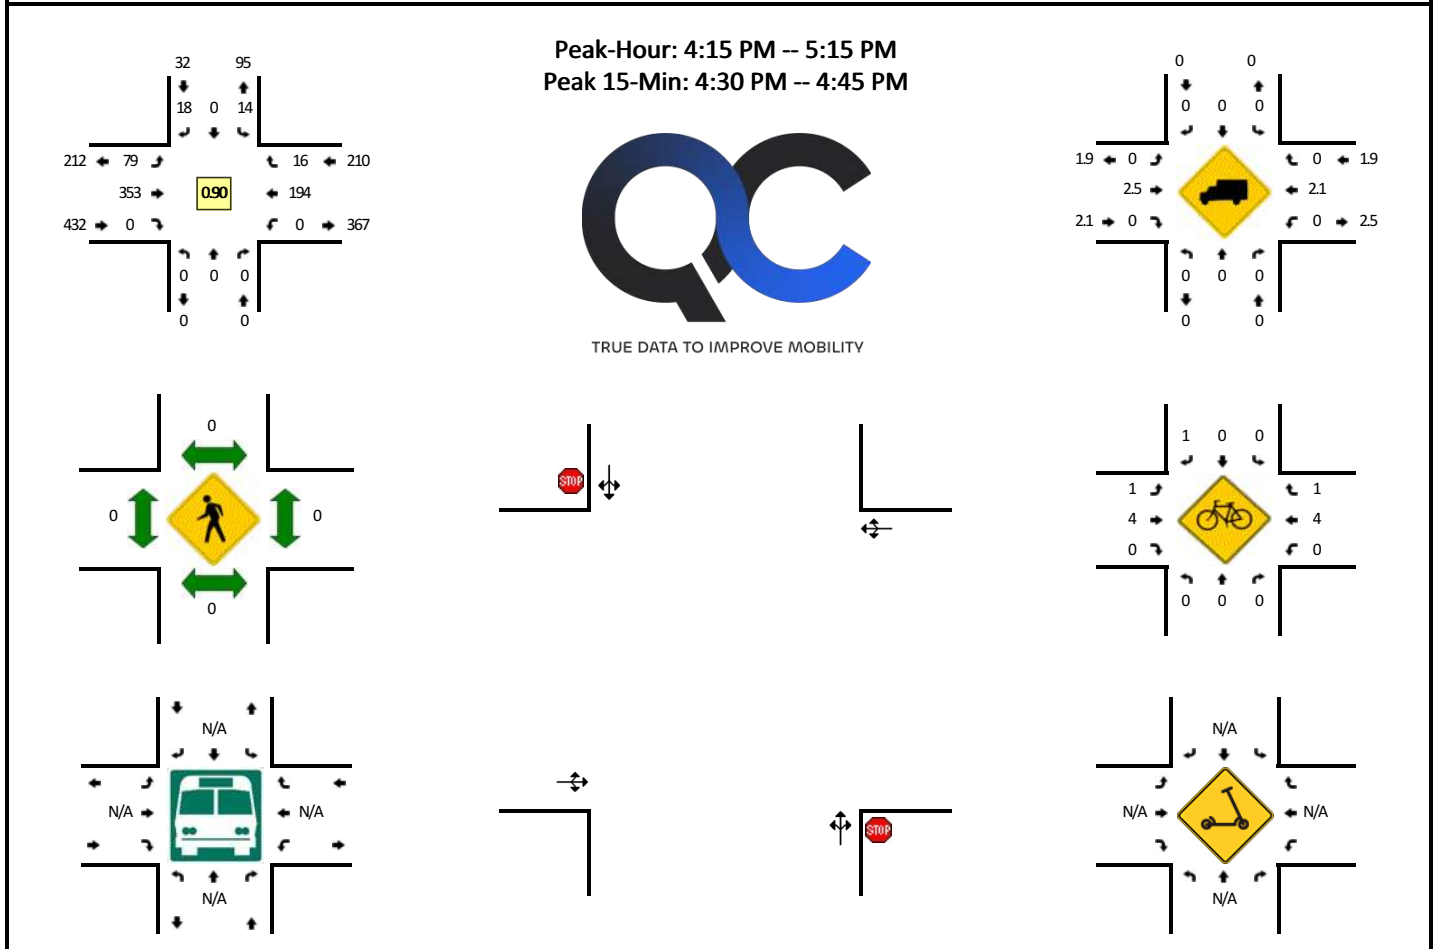 Peak-Hour: 4:15 PM -- 5:15 PM
Peak 15-Min: 4:30 PM -- 4:45 PM
32 95
18 0 14
212 79 16 210
353 0.90 194
432 0 0 367
0 0 0
0 0
TRUE DATA TO IMPROVE MOBILITY
0 0
0 0 0
1.9 0 0 1.9
2.5 2.1
2.1 0 0 2.5
0 0 0
0 0
0
0 0
0
STOP
STOP
1 0 0
1 1
4 4
0 0
0 0 0
N/A
N/A N/A
N/A
N/A
N/A N/A
N/A